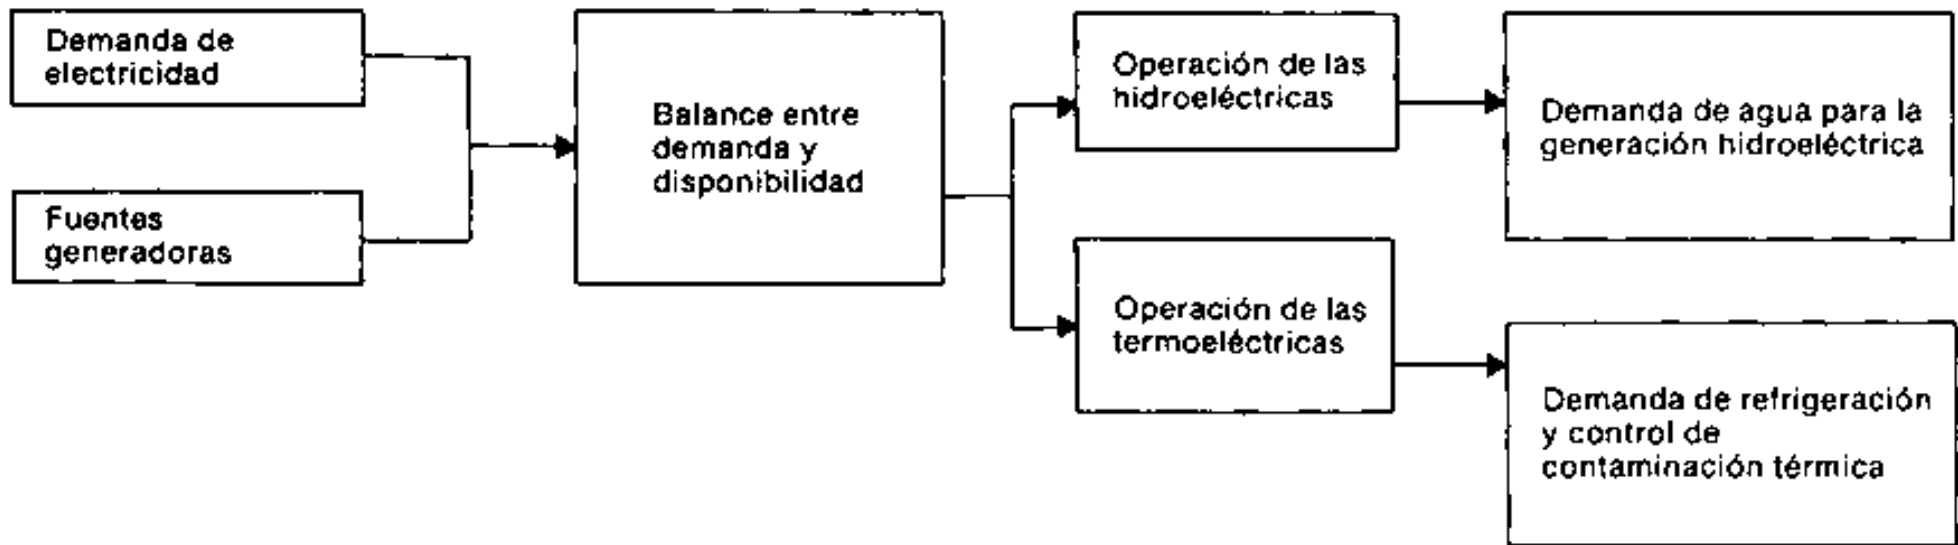 Demanda de
electricidad
Fuentes
generadoras
Balance entre
demanda y
disponibilidad
Operación de las
hidroeléctricas
Operación de las
termoeléctricas
Demanda de agua para la
generación hidroeléctrica
Demanda de refrigeración
y control de
contaminación térmica